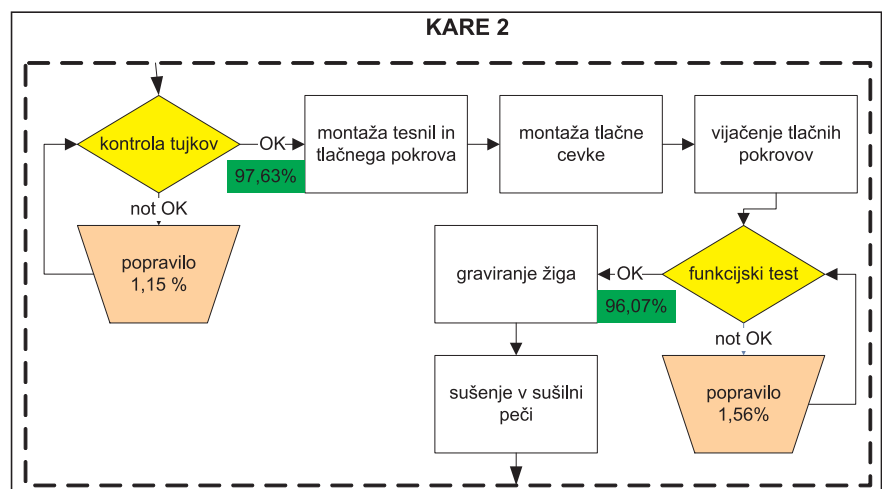 KARE 2
kontrola tujkov
OK
97,63%
montaža tesnil in
tlačnega pokrova
montaža tlačne
cevke
vijačenje tlačnih
pokrovov
not OK
popravilo
1,15 %
graviranje žiga
OK
96,07%
funkcijski test
not OK
sušenje v sušilni
peči
popravilo
1,56%